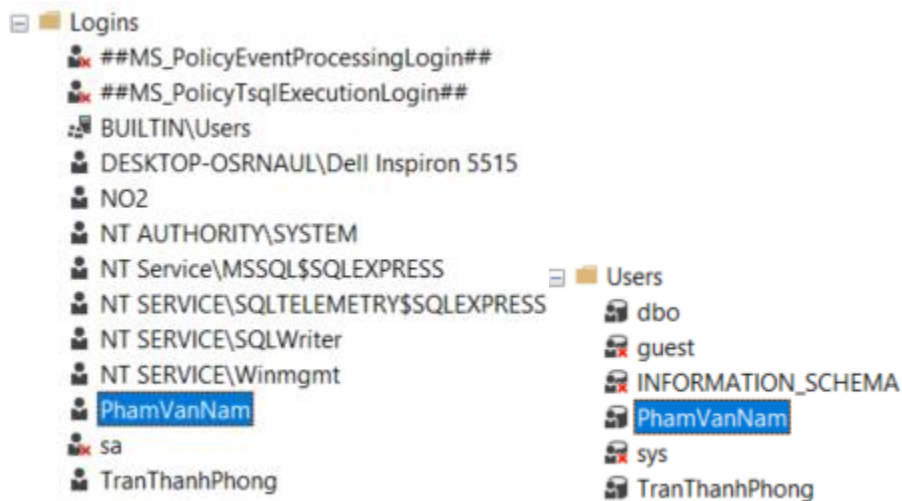 Logins
##MS_PolicyEventProcessingLogin##
##MS_PolicyTsqlExecutionLogin##
BUILTIN\Users
DESKTOP-OSRNAUL\Dell Inspiron 5515
NO2
NT AUTHORITY\SYSTEM
NT Service\MSSQL$SQLEXPRESS
NT SERVICE\SQLTELEMETRY$SQLEXPRESS
NT SERVICE\SQLWriter
NT SERVICE\Winmgmt
PhamVanNam
sa
TranThanhPhong
Users
dbo
guest
INFORMATION_SCHEMA
PhamVanNam
sys
TranThanhPhong